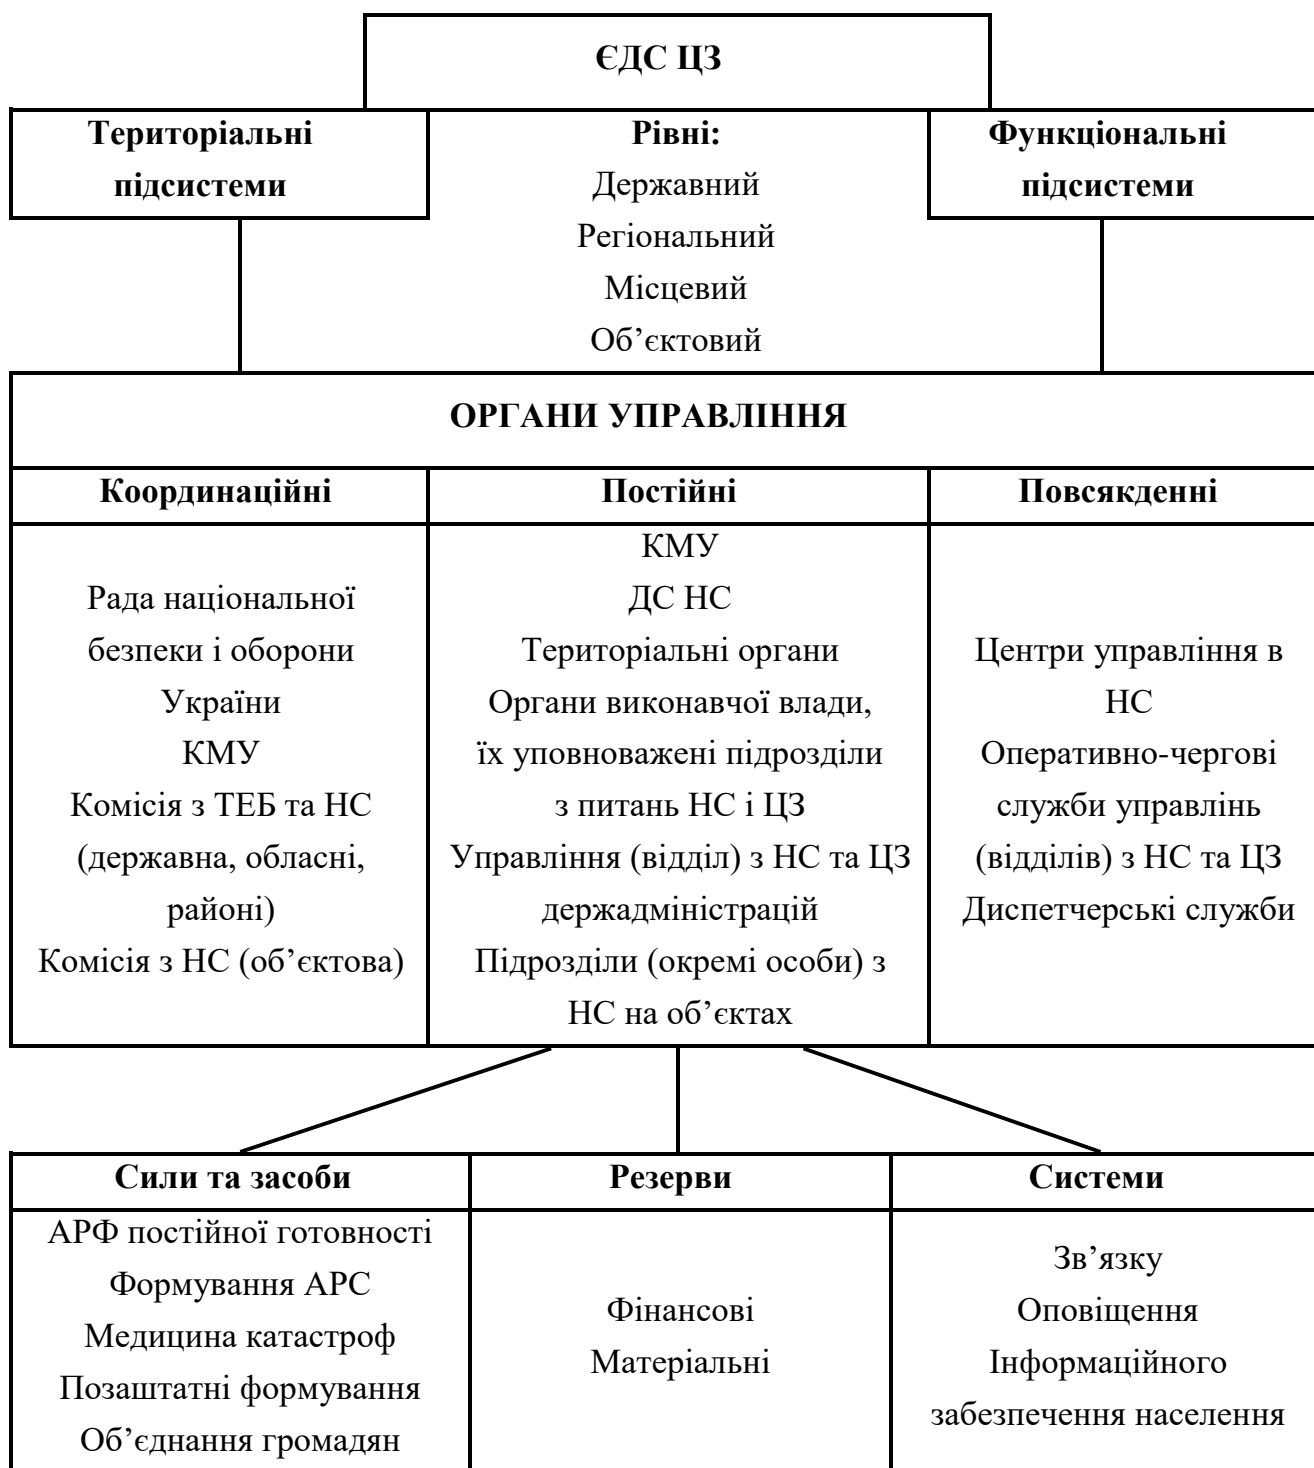 ЄДС ЦЗ
Територіальні
підсистеми
Рівні:
Державний
Регіональний
Місцевий
Об’єктовий
Функціональні
підсистеми
ОРГАНИ УПРАВЛІННЯ
Координаційні
Постійні
Повсякденні
Рада національної
безпеки і оборони
України
КМУ
Комісія з ТЕБ та НС
(державна, обласні,
районі)
Комісія з НС (об’єктова)
КМУ
ДС НС
Територіальні органи
Органи виконавчої влади,
їх уповноважені підрозділи
з питань НС і ЦЗ
Управління (відділ) з НС та ЦЗ
держадміністрацій
Підрозділи (окремі особи) з
НС на об’єктах
Центри управління в
НС
Оперативно-чергові
служби управлінь
(відділів) з НС та ЦЗ
Диспетчерські служби
Сили та засоби
Резерви
Системи
АРФ постійної готовності
Формування АРС
Медицина катастроф
Позаштатні формування
Об’єднання громадян
Фінансові
Матеріальні
Зв’язку
Оповіщення
Інформаційного
забезпечення населення